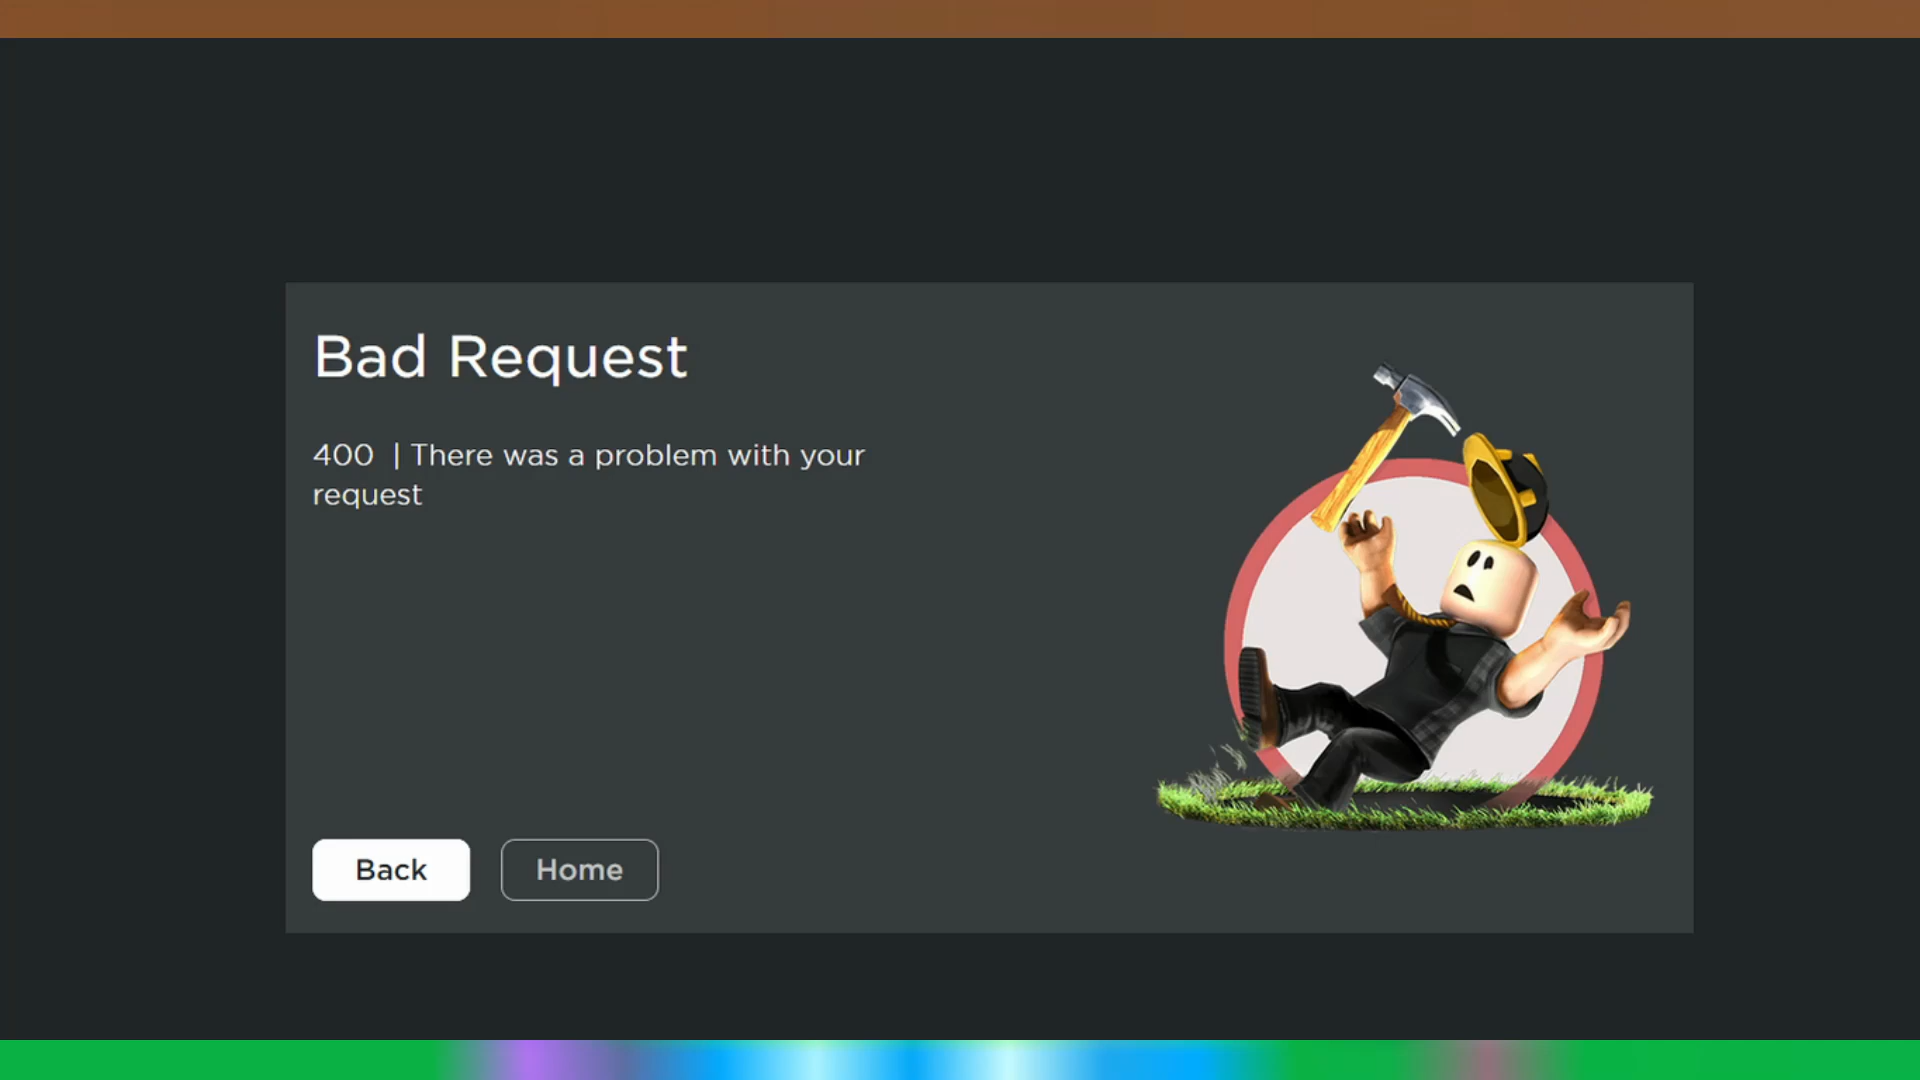 Bad Request
400 | There was a problem with your
request
Back
Home